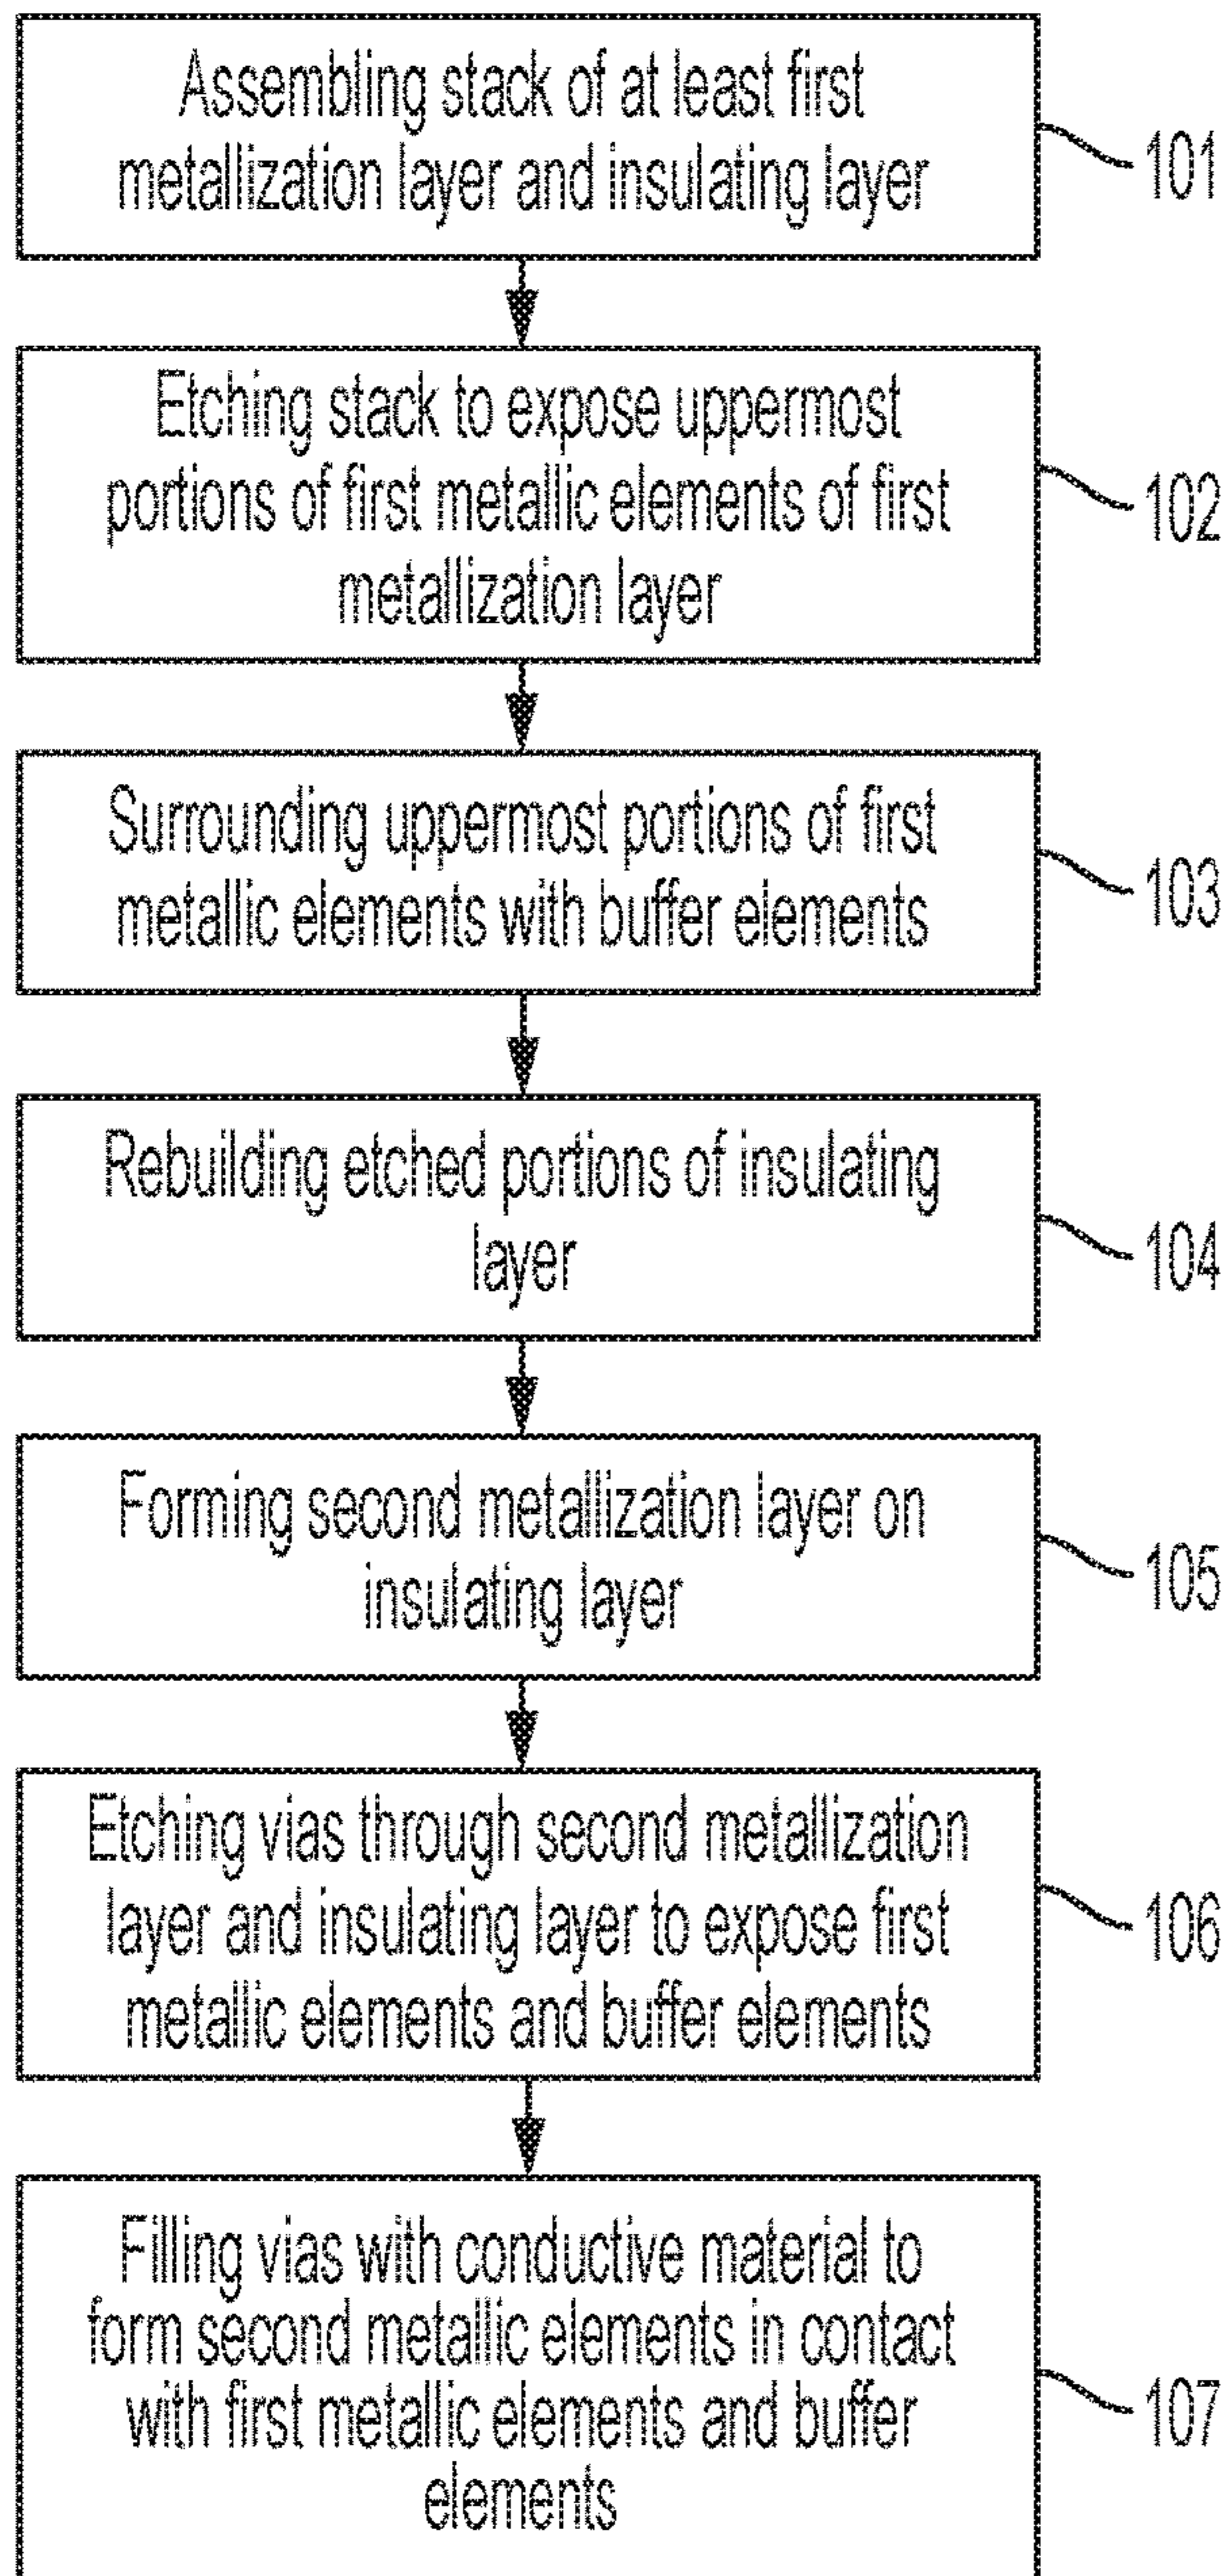 Assembling stack of at least first
metallization layer and insulating layer
101
Etching stack to expose uppermost
portions of first metallic elements of first
metallization layer
102
Surrounding uppermost portions of first
metallic elements with buffer elements
103
Rebuilding etched portions of insulating
layer
104
Forming second metallization layer on
insulating layer
105
Etching vias through second metallization
layer and insulating layer to expose first
metallic elements and buffer elements
106
Filling vias with conductive material to
form second metallic elements in contact
with first metallic elements and buffer
elements
107